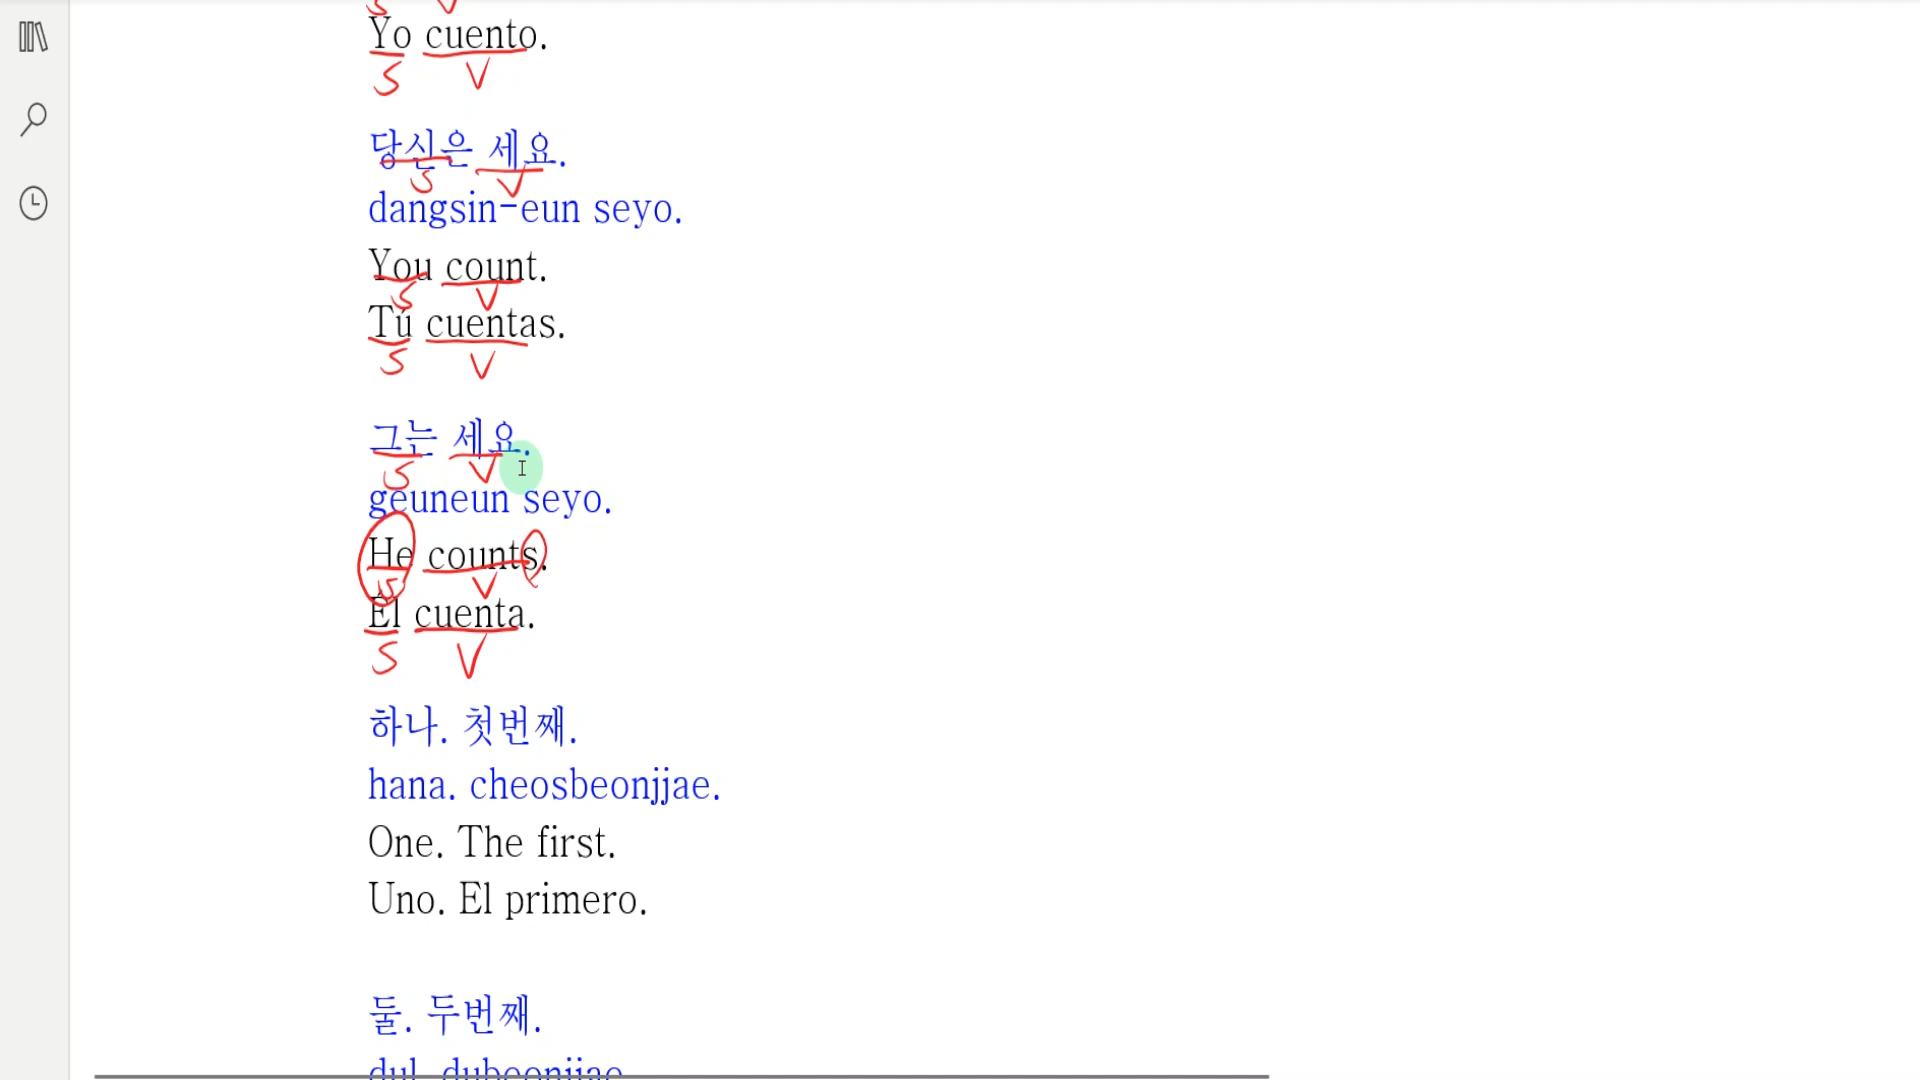 S V
Yo cuento.
S V
당신은 세요.
S V
dangsin-eun seyo.
You count.
S V
Tú cuentas.
S V
그는 세요.
S V
geuneun seyo.
He counts.
S V
Él cuenta.
S V
하나. 첫번째.
hana. cheosbeonjjae.
One. The first.
Uno. El primero.
둘. 두번째.
dul. dubeonjjae.